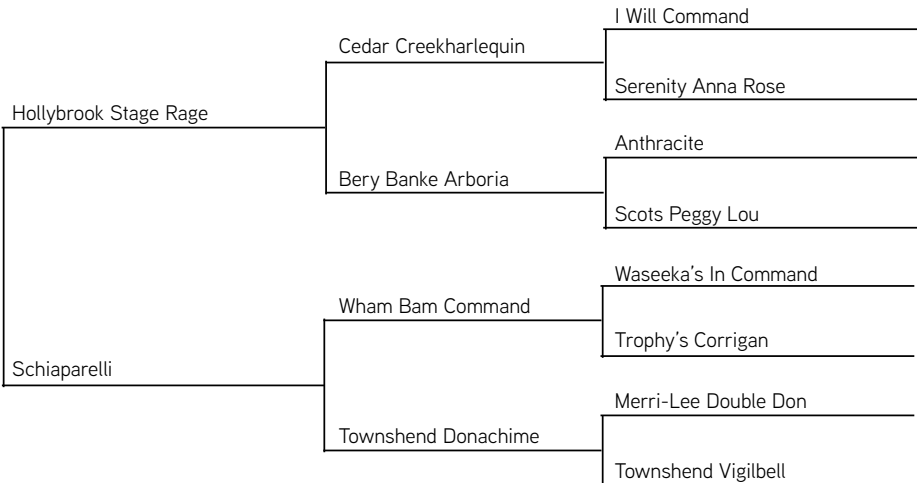 I Will Command
Cedar Creekharlequin
Serenity Anna Rose
Hollybrook Stage Rage
Anthracite
Bery Banke Arboria
Scots Peggy Lou
Waseeka's In Command
Wham Bam Command
Trophy's Corrigan
Schiaparelli
Merri-Lee Double Don
Townshend Donachime
Townshend Vigilbell